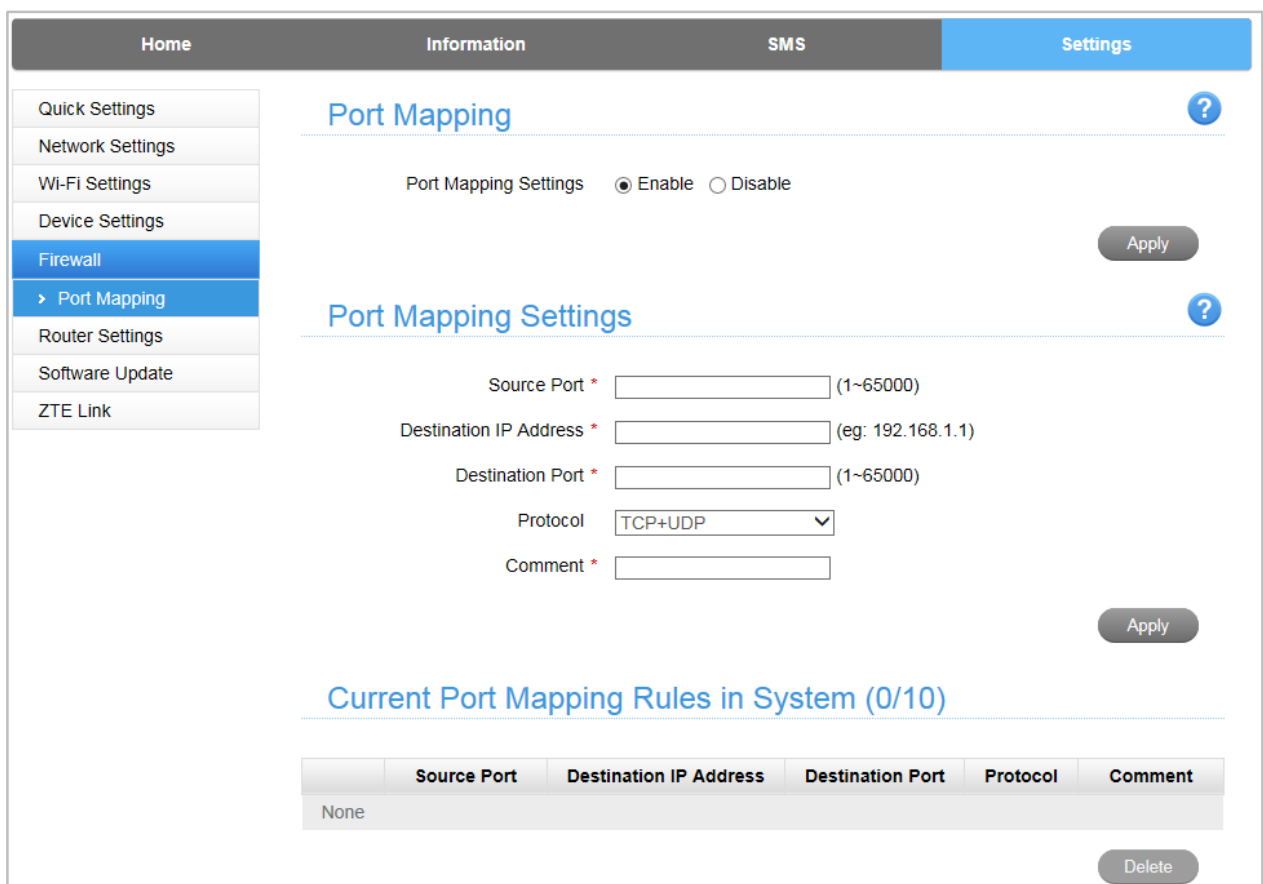 Home Information SMS Settings
Quick Settings
Network Settings
Wi-Fi Settings
Device Settings
Firewall
› Port Mapping
Router Settings
Software Update
ZTE Link
Port Mapping ?
Port Mapping Settings Enable Disable
Apply
Port Mapping Settings ?
Source Port * (1~65000)
Destination IP Address * (eg: 192.168.1.1)
Destination Port * (1~65000)
Protocol TCP+UDP
Comment *
Apply
Current Port Mapping Rules in System (0/10)
Source Port Destination IP Address Destination Port Protocol Comment
None
Delete